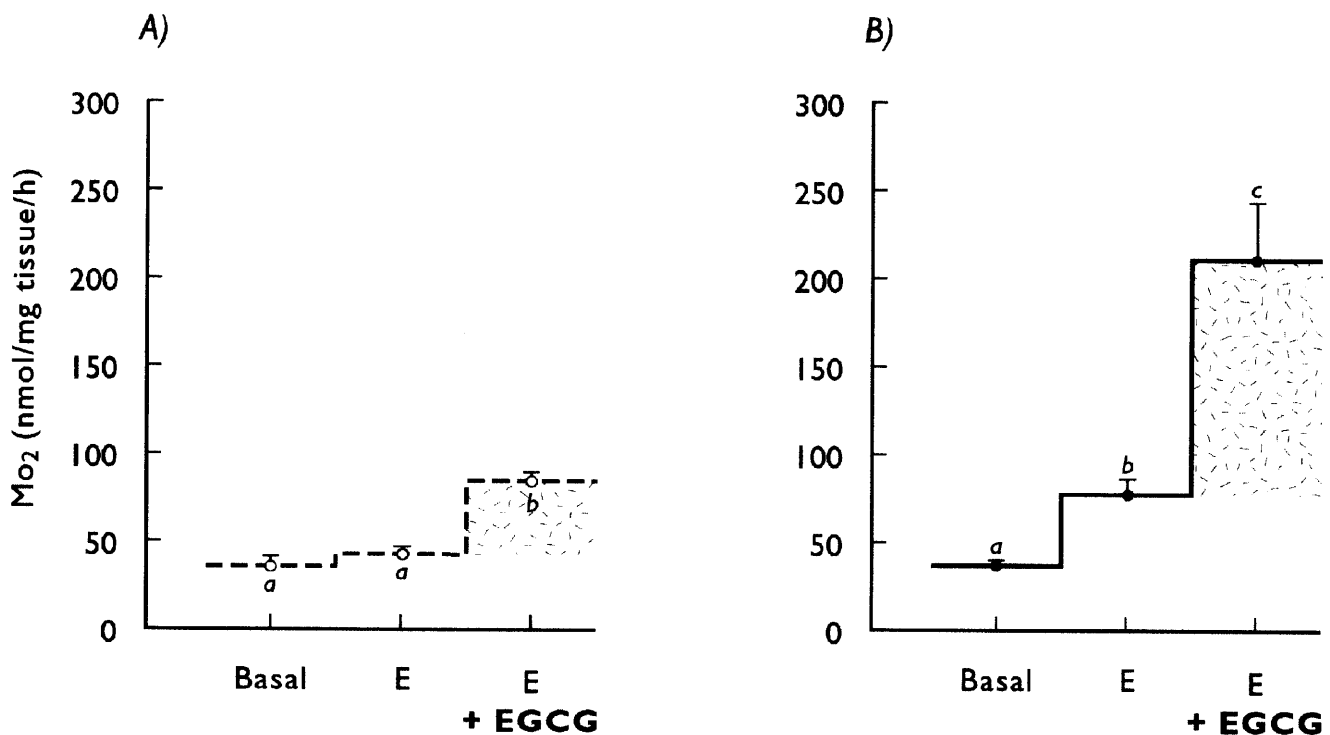 A)
Mo2 (nmol/mg tissue/h)
300
250
200
150
100
50
0
a
a
b
Basal E E
+ EGCG
B)
300
250
200
150
100
50
0
a
b
c
Basal E E
+ EGCG